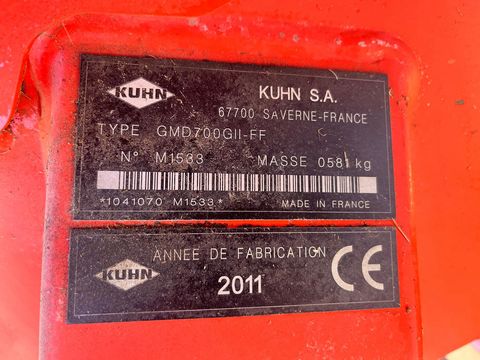 KUHN
KUHN S.A.
67700 SAVERNE-FRANCE
TYPE GMD700GII-FF
N° M1533 MASSE 0581 kg
*1041070 M1533*
MADE IN FRANCE
KUHN
ANNEE DE FABRICATION
2011
CE